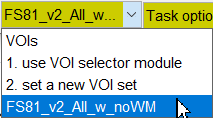 FS81_v2_All_w... Task optio
VOIs
1. use VOI selector module
2. set a new VOI set
FS81_v2_All_w_noWM